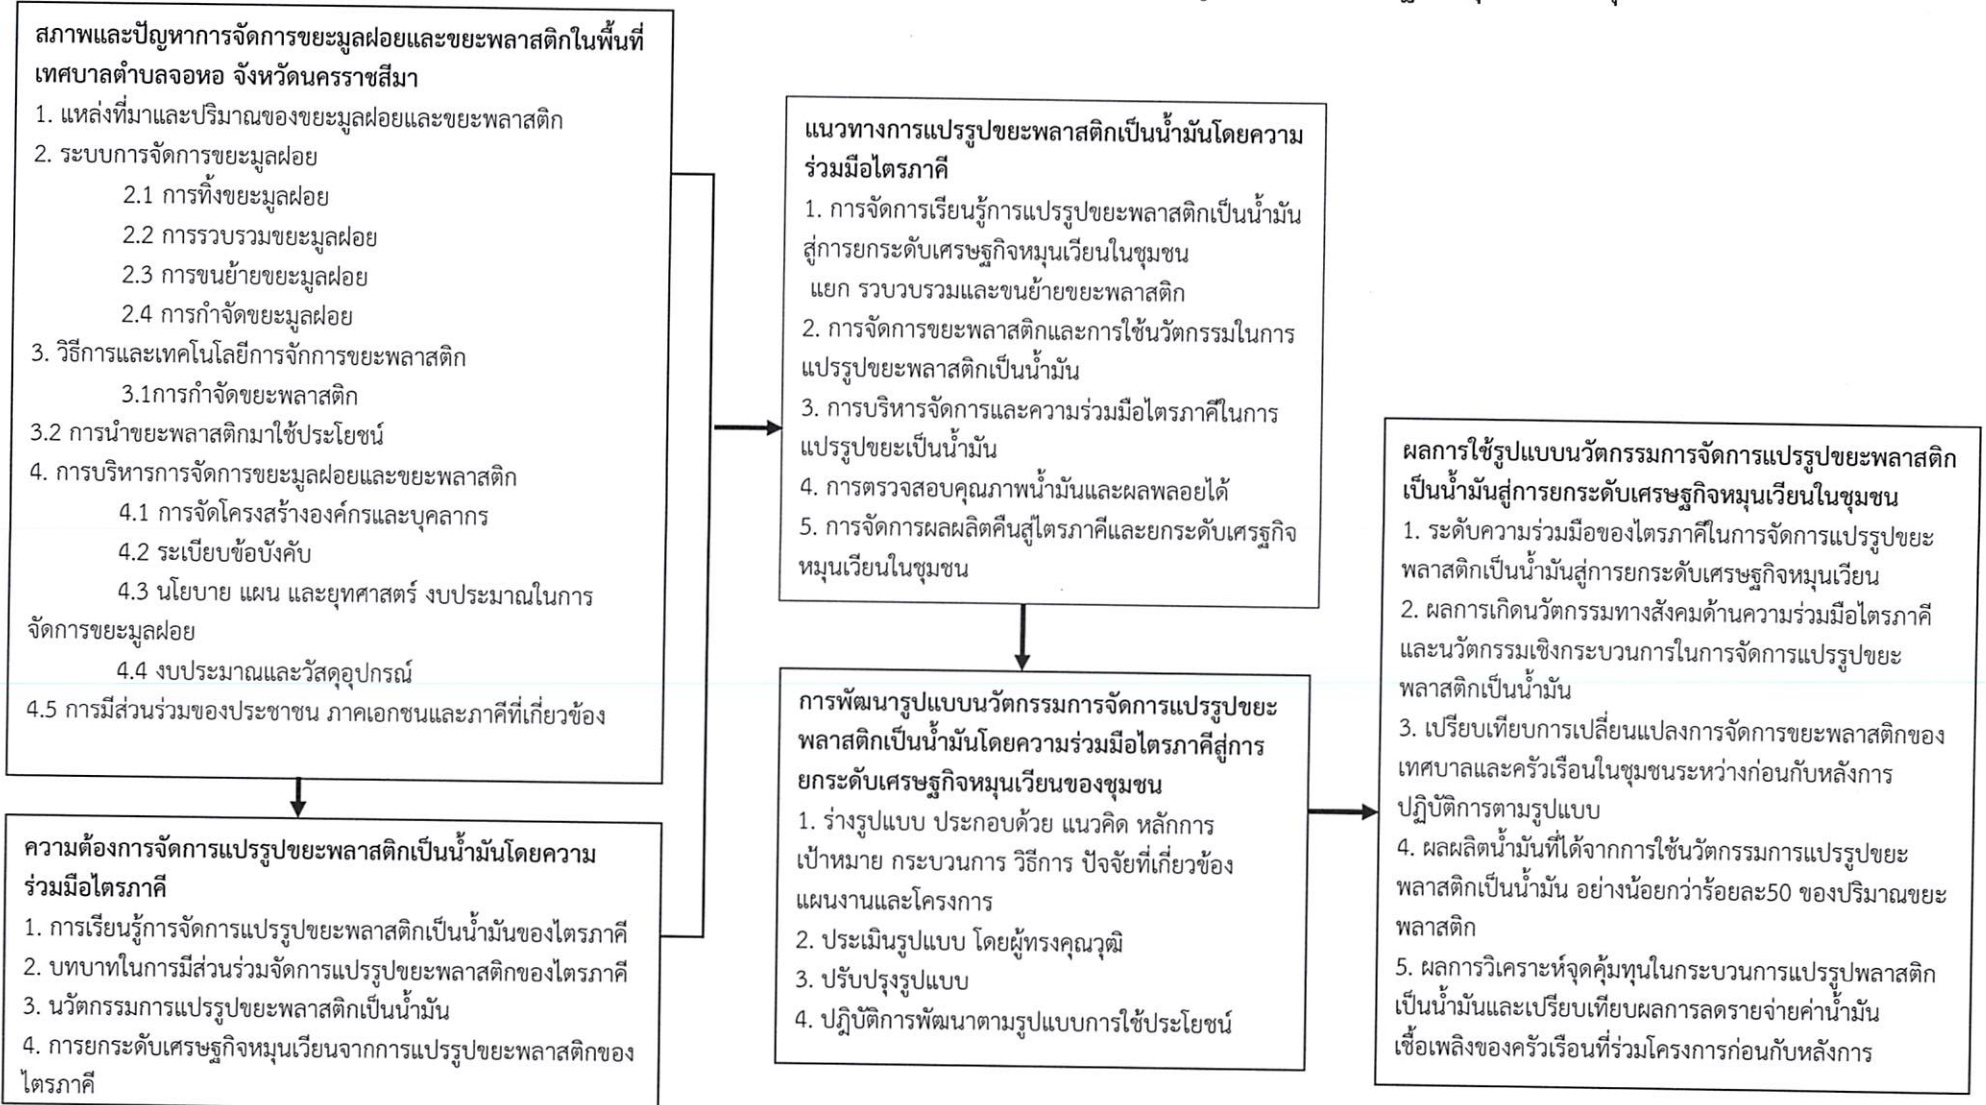 สภาพและปัญหาการจัดการขยะมูลฝอยและขยะพลาสติกในพื้นที่
เทศบาลตำบลจอหอ จังหวัดนครราชสีมา
1. แหล่งที่มาและปริมาณของขยะมูลฝอยและขยะพลาสติก
2. ระบบการจัดการขยะมูลฝอย
2.1 การทิ้งขยะมูลฝอย
2.2 การรวบรวมขยะมูลฝอย
2.3 การขนย้ายขยะมูลฝอย
2.4 การกำจัดขยะมูลฝอย
3. วิธีการและเทคโนโลยีการจักการขยะพลาสติก
3.1การกำจัดขยะพลาสติก
3.2 การนำขยะพลาสติกมาใช้ประโยชน์
4. การบริหารการจัดการขยะมูลฝอยและขยะพลาสติก
4.1 การจัดโครงสร้างองค์กรและบุคลากร
4.2 ระเบียบข้อบังคับ
4.3 นโยบาย แผน และยุทศาสตร์ งบประมาณในการ
จัดการขยะมูลฝอย
4.4 งบประมาณและวัสดุอุปกรณ์
4.5 การมีส่วนร่วมของประชาชน ภาคเอกชนและภาคีที่เกี่ยวข้อง
ความต้องการจัดการแปรรูปขยะพลาสติกเป็นน้ำมันโดยความ
ร่วมมือไตรภาคี
1. การเรียนรู้การจัดการแปรรูปขยะพลาสติกเป็นน้ำมันของไตรภาคี
2. บทบาทในการมีส่วนร่วมจัดการแปรรูปขยะพลาสติกของไตรภาคี
3. นวัตกรรมการแปรรูปขยะพลาสติกเป็นน้ำมัน
4. การยกระดับเศรษฐกิจหมุนเวียนจากการแปรรูปขยะพลาสติกของ
ไตรภาคี
แนวทางการแปรรูปขยะพลาสติกเป็นน้ำมันโดยความ
ร่วมมือไตรภาคี
1. การจัดการเรียนรู้การแปรรูปขยะพลาสติกเป็นน้ำมัน
สู่การยกระดับเศรษฐกิจหมุนเวียนในชุมชน
แยก รวบวบรวมและขนย้ายขยะพลาสติก
2. การจัดการขยะพลาสติกและการใช้นวัตกรรมในการ
แปรรูปขยะพลาสติกเป็นน้ำมัน
3. การบริหารจัดการและความร่วมมือไตรภาคีในการ
แปรรูปขยะเป็นน้ำมัน
4. การตรวจสอบคุณภาพน้ำมันและผลพลอยได้
5. การจัดการผลผลิตคืนสู่ไตรภาคีและยกระดับเศรฐกิจ
หมุนเวียนในชุมชน
การพัฒนารูปแบบนวัตกรรมการจัดการแปรรูปขยะ
พลาสติกเป็นน้ำมันโดยความร่วมมือไตรภาคีสู่การ
ยกระดับเศรษฐกิจหมุนเวียนของชุมชน
1. ร่างรูปแบบ ประกอบด้วย แนวคิด หลักการ
เป้าหมาย กระบวนการ วิธีการ ปัจจัยที่เกี่ยวข้อง
แผนงานและโครงการ
2. ประเมินรูปแบบ โดยผู้ทรงคุณวุฒิ
3. ปรับปรุงรูปแบบ
4. ปฎิบัติการพัฒนาตามรูปแบบการใช้ประโยชน์
ผลการใช้รูปแบบนวัตกรรมการจัดการแปรรูปขยะพลาสติก
เป็นน้ำมันสู่การยกระดับเศรษฐกิจหมุนเวียนในชุมชน
1. ระดับความร่วมมือของไตรภาคีในการจัดการแปรรูปขยะ
พลาสติกเป็นน้ำมันสู่การยกระดับเศรษฐกิจหมุนเวียน
2. ผลการเกิดนวัตกรรมทางสังคมด้านความร่วมมือไตรภาคี
และนวัตกรรมเชิงกระบวนการในการจัดการแปรรูปขยะ
พลาสติกเป็นน้ำมัน
3. เปรียบเทียบการเปลี่ยนแปลงการจัดการขยะพลาสติกของ
เทศบาลและครัวเรือนในชุมชนระหว่างก่อนกับหลังการ
ปฏิบัติการตามรูปแบบ
4. ผลผลิตน้ำมันที่ได้จากการใช้นวัตกรรมการแปรรูปขยะ
พลาสติกเป็นน้ำมัน อย่างน้อยกว่าร้อยละ50 ของปริมาณขยะ
พลาสติก
5. ผลการวิเคราะห์จุดคุ้มทุนในกระบวนการแปรรูปพลาสติก
เป็นน้ำมันและเปรียบเทียบผลการลดรายจ่ายค่าน้ำมัน
เชื้อเพลิงของครัวเรือนที่ร่วมโครงการก่อนกับหลังการ